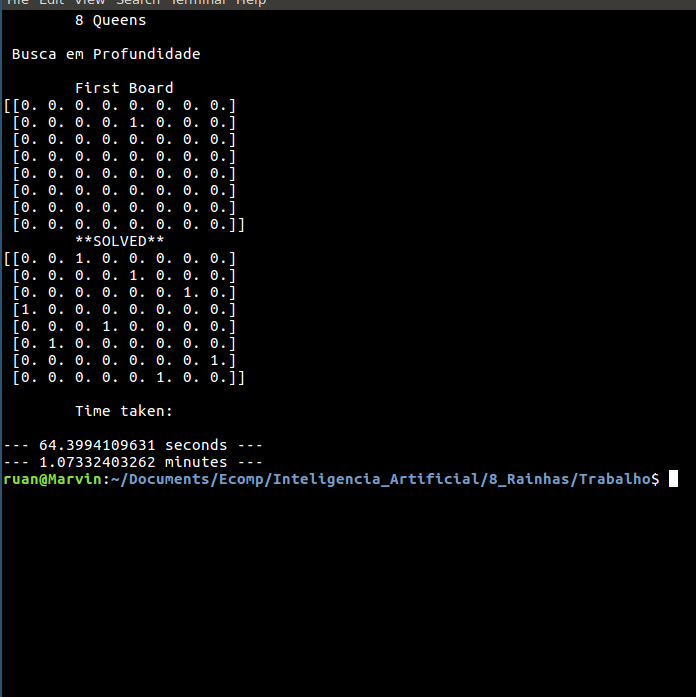 File Edit View Search Terminal Help
8 Queens
Busca em Profundidade
First Board
[[0. 0. 0. 0. 0. 0. 0. 0.]
[0. 0. 0. 0. 1. 0. 0. 0.]
[0. 0. 0. 0. 0. 0. 0. 0.]
[0. 0. 0. 0. 0. 0. 0. 0.]
[0. 0. 0. 0. 0. 0. 0. 0.]
[0. 0. 0. 0. 0. 0. 0. 0.]
[0. 0. 0. 0. 0. 0. 0. 0.]
[0. 0. 0. 0. 0. 0. 0. 0.]]
**SOLVED**
[[0. 0. 1. 0. 0. 0. 0. 0.]
[0. 0. 0. 0. 1. 0. 0. 0.]
[0. 0. 0. 0. 0. 0. 1. 0.]
[1. 0. 0. 0. 0. 0. 0. 0.]
[0. 0. 0. 1. 0. 0. 0. 0.]
[0. 1. 0. 0. 0. 0. 0. 0.]
[0. 0. 0. 0. 0. 0. 0. 1.]
[0. 0. 0. 0. 0. 1. 0. 0.]]
Time taken:
--- 64.3994109631 seconds ---
--- 1.07332403262 minutes ---
ruan@Marvin:~/Documents/Ecomp/Inteligencia_Artificial/8_Rainhas/Trabalho$